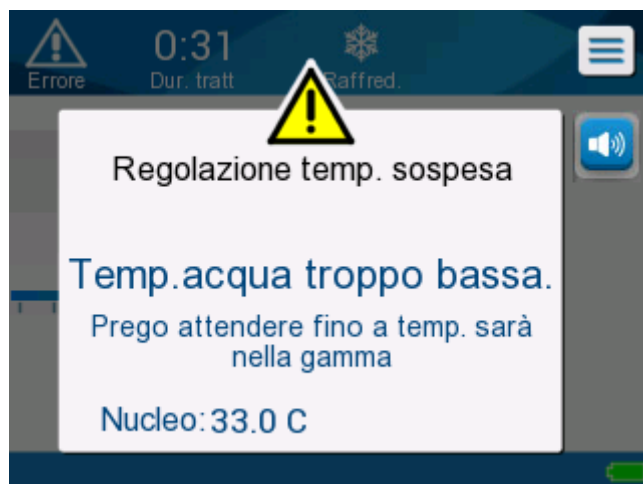 0:31
Errore
Dur. tratt
Raffred.
Regolazione temp. sospesa
Temp.acqua troppo bassa.
Prego attendere fino a temp. sarà
nella gamma
Nucleo: 33.0 C